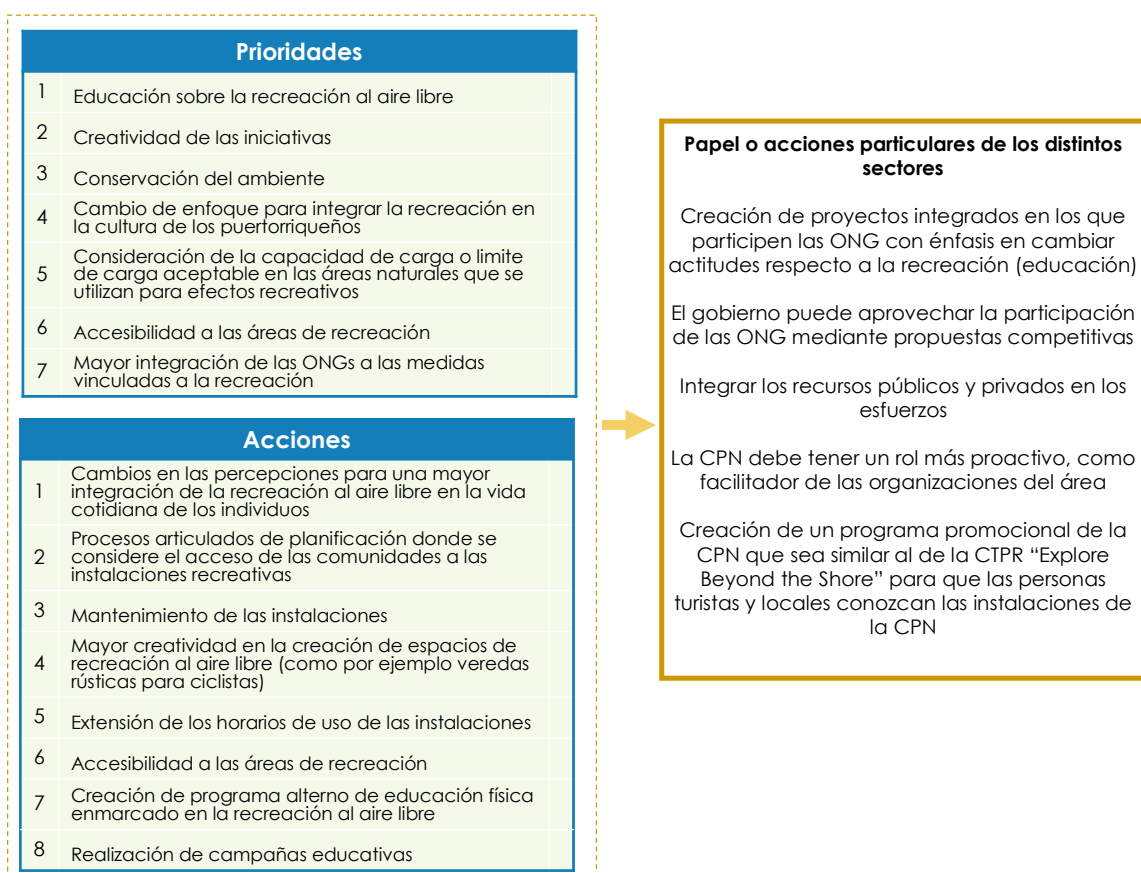 Prioridades
1 Educación sobre la recreación al aire libre
2 Creatividad de las iniciativas
3 Conservación del ambiente
4 Cambio de enfoque para integrar la recreación en
la cultura de los puertorriqueños
5 Consideración de la capacidad de carga o limite
de carga aceptable en las áreas naturales que se
utilizan para efectos recreativos
6 Accesibilidad a las áreas de recreación
7 Mayor integración de las ONGs a las medidas
vinculadas a la recreación
Acciones
1 Cambios en las percepciones para una mayor
integración de la recreación al aire libre en la vida
cotidiana de los individuos
2 Procesos articulados de planificación donde se
considere el acceso de las comunidades a las
instalaciones recreativas
3 Mantenimiento de las instalaciones
4 Mayor creatividad en la creación de espacios de
recreación al aire libre (como por ejemplo veredas
rústicas para ciclistas)
5 Extensión de los horarios de uso de las instalaciones
6 Accesibilidad a las áreas de recreación
7 Creación de programa alterno de educación física
enmarcado en la recreación al aire libre
8 Realización de campañas educativas
Papel o acciones particulares de los distintos
sectores
Creación de proyectos integrados en los que
participen las ONG con énfasis en cambiar
actitudes respecto a la recreación (educación)
El gobierno puede aprovechar la participación
de las ONG mediante propuestas competitivas
Integrar los recursos públicos y privados en los
esfuerzos
La CPN debe tener un rol más proactivo, como
facilitador de las organizaciones del área
Creación de un programa promocional de la
CPN que sea similar al de la CTPR “Explore
Beyond the Shore” para que las personas
turistas y locales conozcan las instalaciones de
la CPN